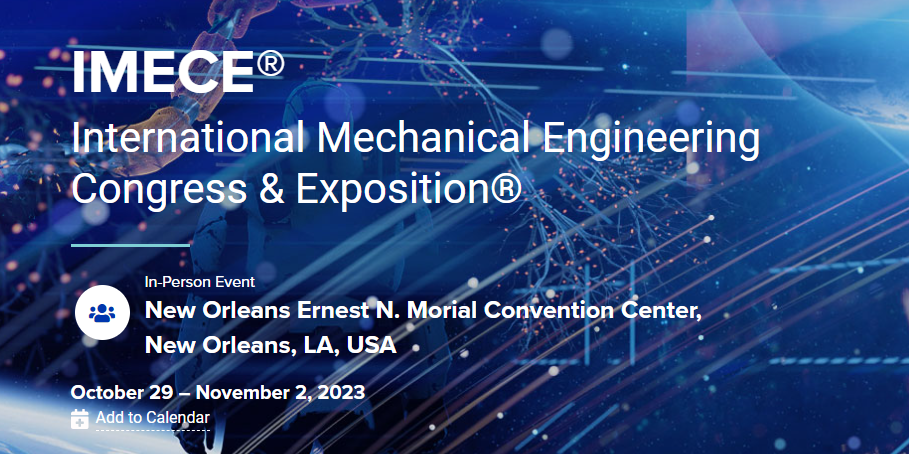 IMECE®
International Mechanical Engineering
Congress & Exposition®
In-Person Event
New Orleans Ernest N. Morial Convention Center,
New Orleans, LA, USA
October 29 – November 2, 2023
Add to Calendar